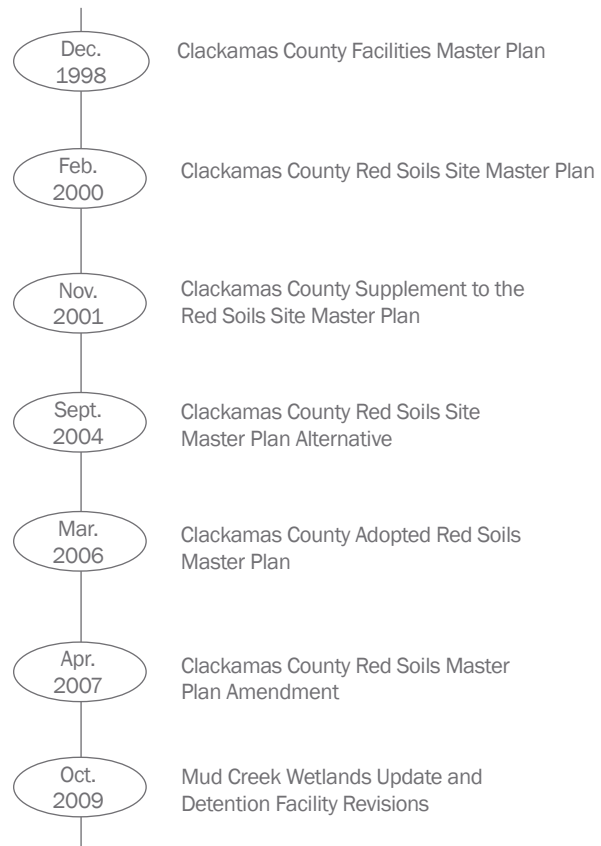 Dec.
1998
Clackamas County Facilities Master Plan
Feb.
2000
Clackamas County Red Soils Site Master Plan
Nov.
2001
Clackamas County Supplement to the
Red Soils Site Master Plan
Sept.
2004
Clackamas County Red Soils Site
Master Plan Alternative
Mar.
2006
Clackamas County Adopted Red Soils
Master Plan
Apr.
2007
Clackamas County Red Soils Master
Plan Amendment
Oct.
2009
Mud Creek Wetlands Update and
Detention Facility Revisions